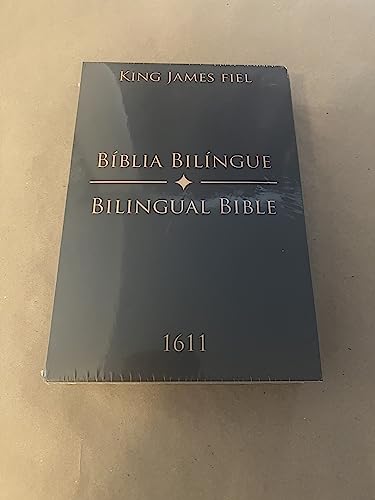 KING JAMES FIEL
BÍBLIA BILÍNGUE
BILINGUAL BIBLE
1611